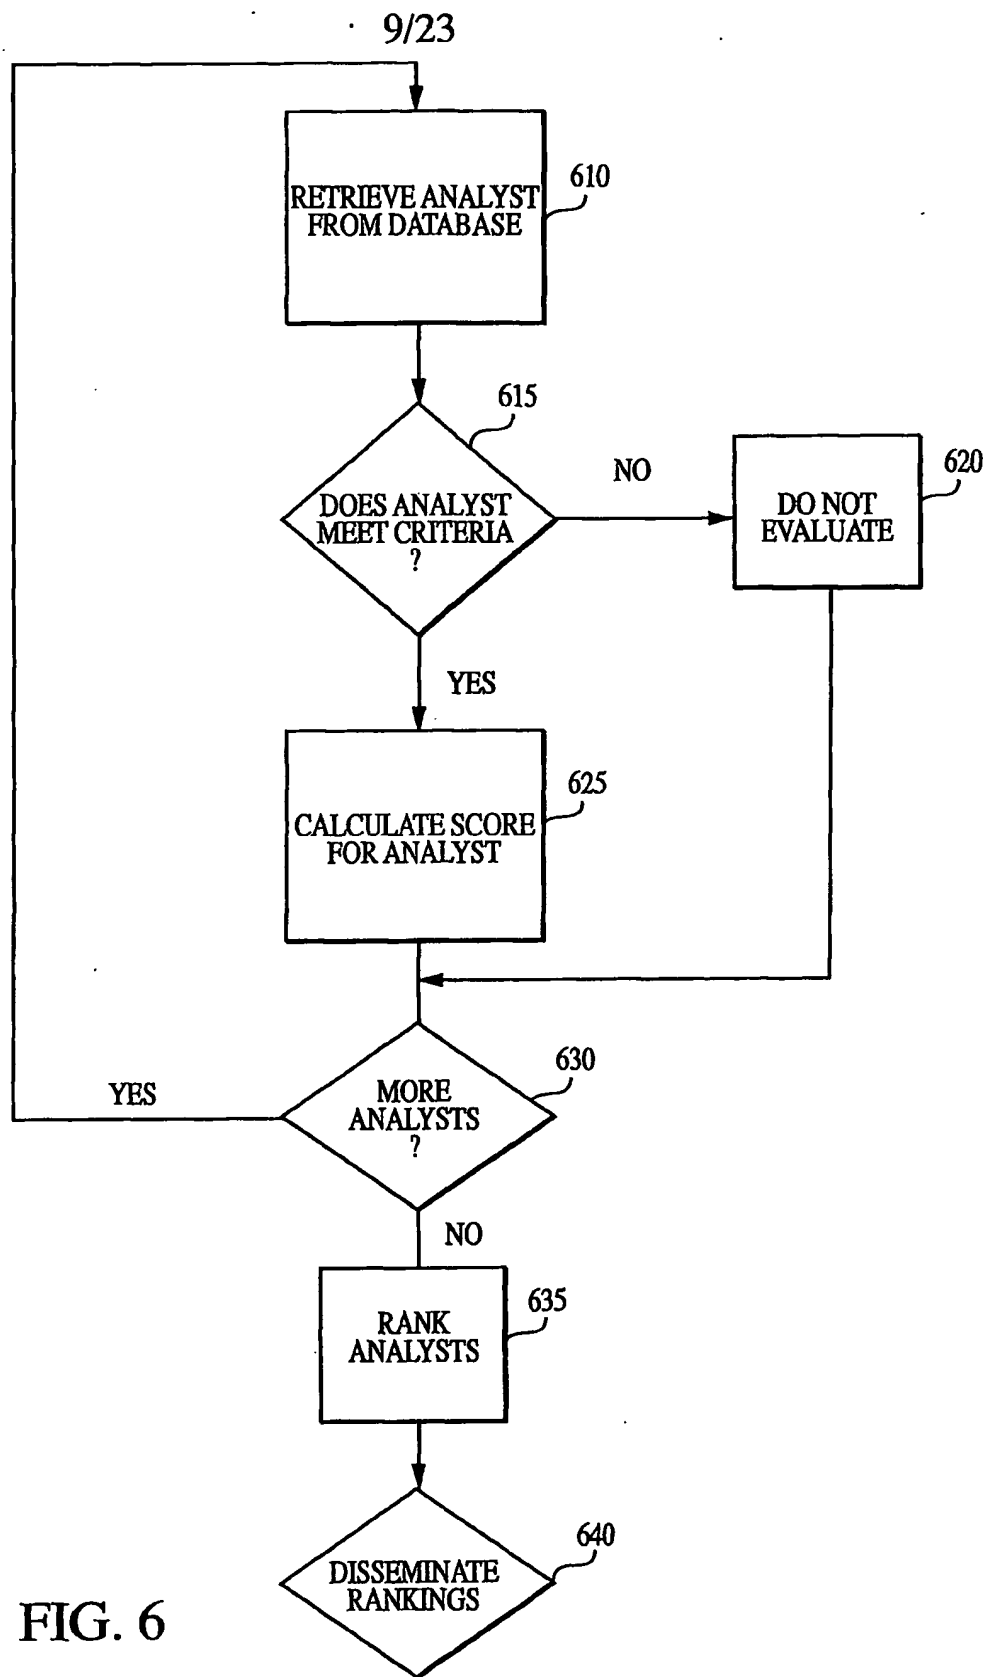 9/23
RETRIEVE ANALYST
FROM DATABASE
610
615
DOES ANALYST
MEET CRITERIA
?
NO
DO NOT
EVALUATE
620
YES
CALCULATE SCORE
FOR ANALYST
625
630
MORE
ANALYSTS
?
YES
NO
RANK
ANALYSTS
635
640
DISSEMINATE
RANKINGS
FIG. 6